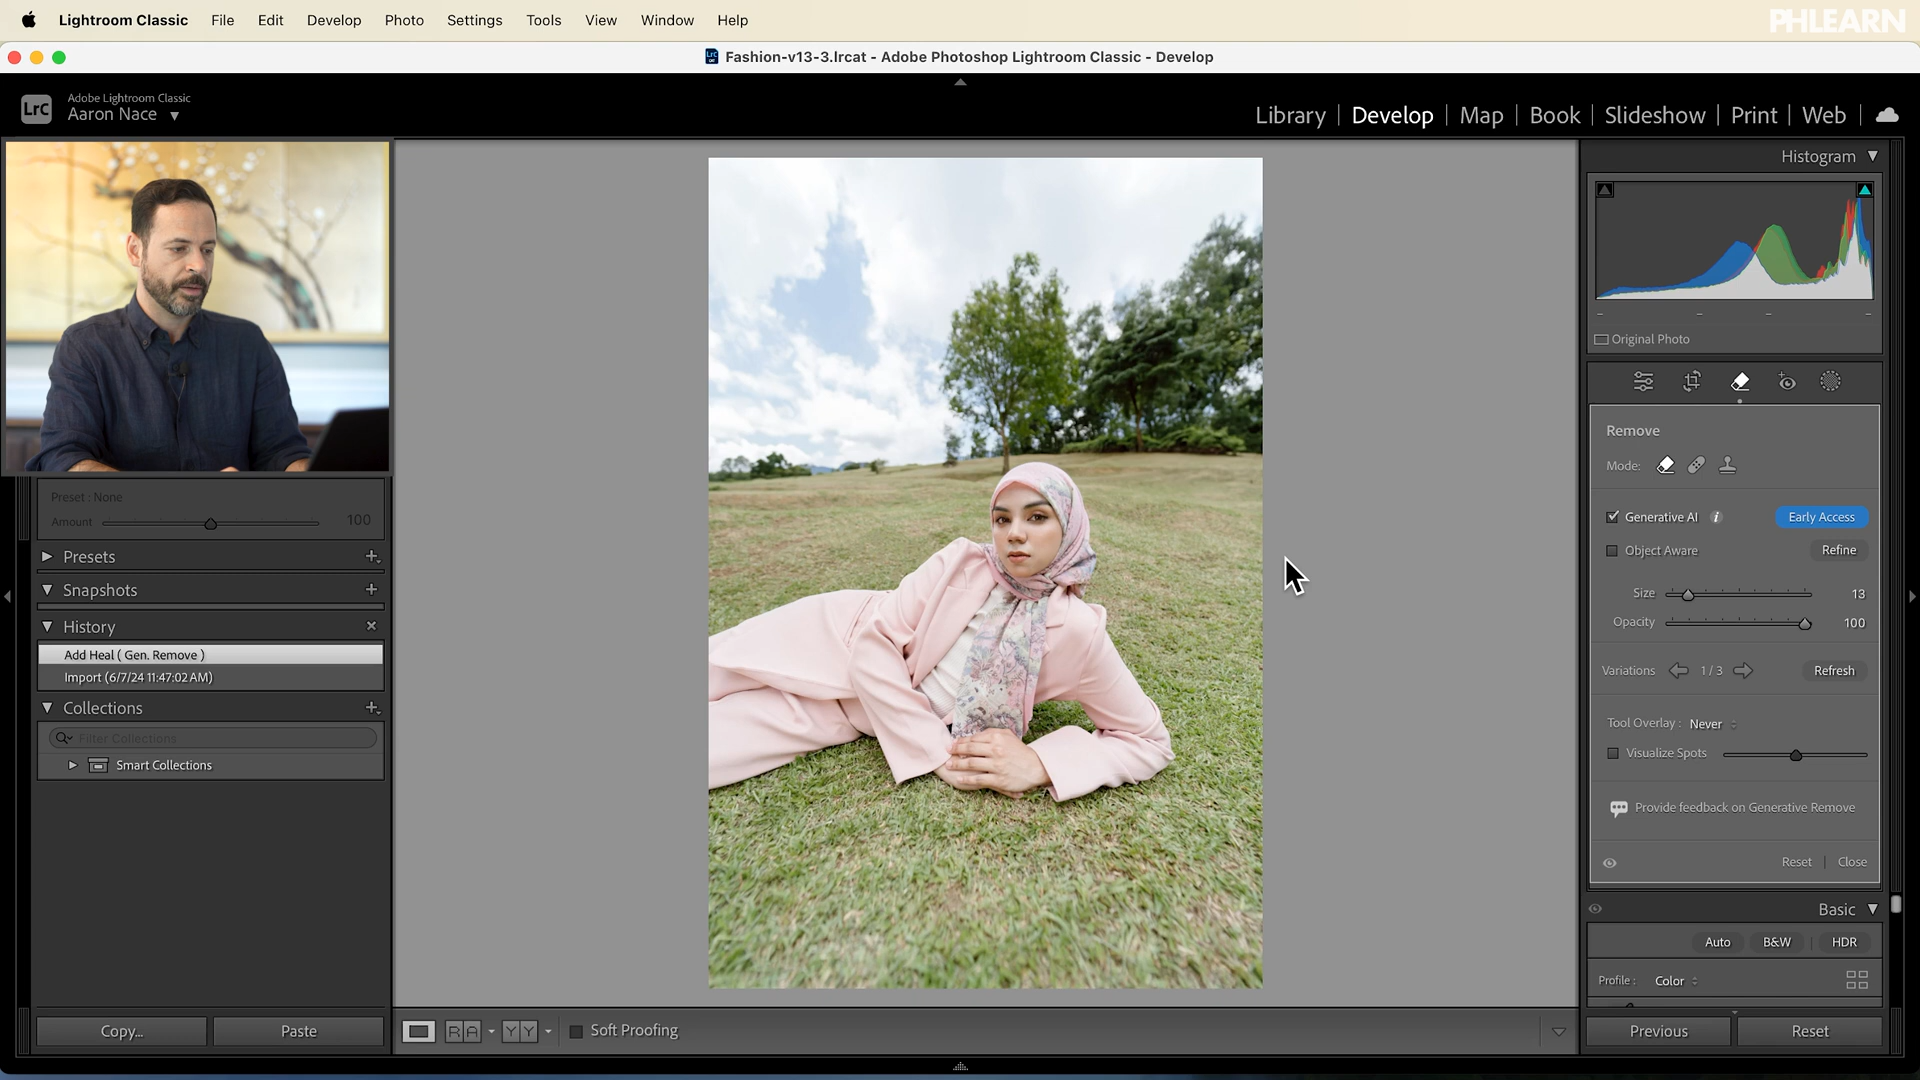 Lightroom Classic File Edit Develop Photo Settings Tools View Window Help
PHLEARN
LrC Fashion-v13-3.lrcat - Adobe Photoshop Lightroom Classic - Develop
LrC
Adobe Lightroom Classic
Aaron Nace
Library | Develop | Map | Book | Slideshow | Print | Web
Histogram
Original Photo
Remove
Mode:
Generative AI i Early Access
Object Aware Refine
Size 13
Opacity 100
Variations 1 / 3 Refresh
Tool Overlay : Never
Visualize Spots
Provide feedback on Generative Remove
Reset | Close
Basic
Auto B&W | HDR
Profile : Color
Previous Reset
Preset : None
Amount 100
Presets
Snapshots
History
Add Heal ( Gen. Remove )
Import (6/7/24 11:47:02 AM)
Collections
Filter Collections
Smart Collections
Copy... Paste
R A Y Y Soft Proofing